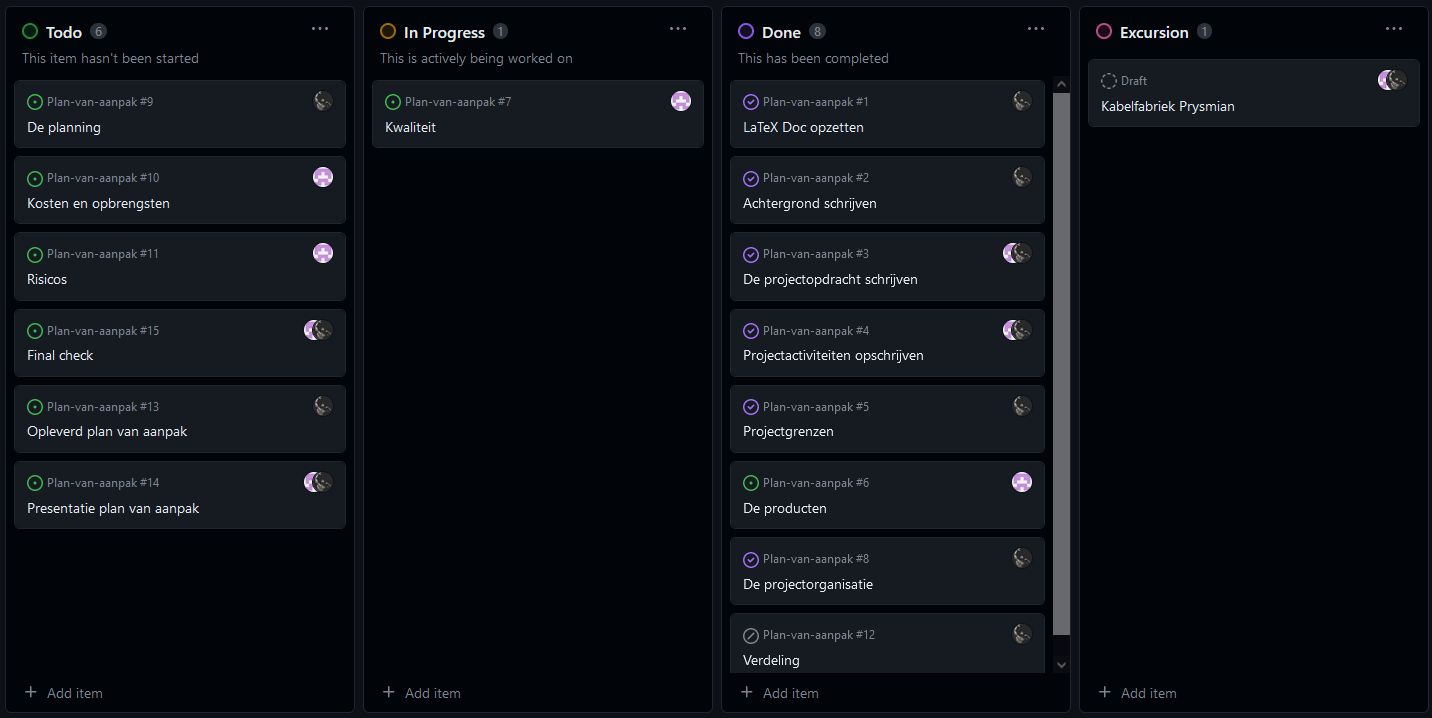 Todo 6
This item hasn't been started
Plan-van-aanpak #9
De planning
Plan-van-aanpak #10
Kosten en opbrengsten
Plan-van-aanpak #11
Risicos
Plan-van-aanpak #15
Final check
Plan-van-aanpak #13
Opleverd plan van aanpak
Plan-van-aanpak #14
Presentatie plan van aanpak
Add item
In Progress 1
This is actively being worked on
Plan-van-aanpak #7
Kwaliteit
Add item
Done 8
This has been completed
Plan-van-aanpak #1
LaTeX Doc opzetten
Plan-van-aanpak #2
Achtergrond schrijven
Plan-van-aanpak #3
De projectopdracht schrijven
Plan-van-aanpak #4
Projectactiviteiten opschrijven
Plan-van-aanpak #5
Projectgrenzen
Plan-van-aanpak #6
De producten
Plan-van-aanpak #8
De projectorganisatie
Plan-van-aanpak #12
Verdeling
Add item
Excursion 1
Draft
Kabelfabriek Prysmian
Add item